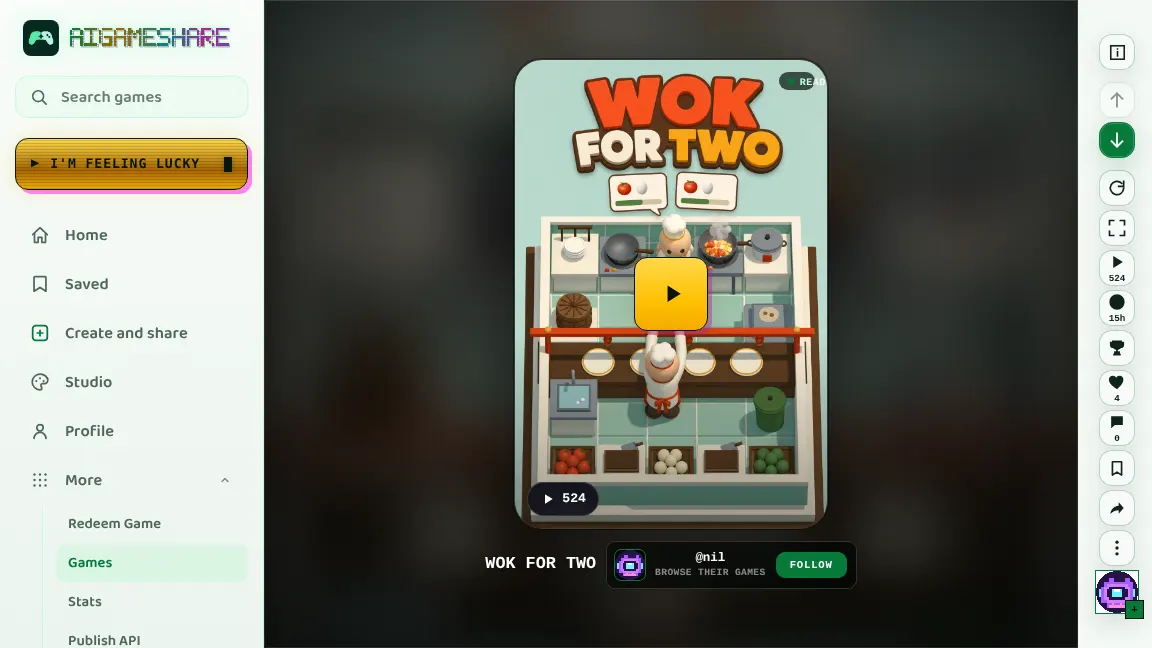 AIGAMESHARE
Search games
I'M FEELING LUCKY
Home
Saved
Create and share
Studio
Profile
More
Redeem Game
Games
Stats
Publish API
READ
WOK
FOR TWO
524
WOK FOR TWO
@nil
BROWSE THEIR GAMES
FOLLOW
524
15h
4
0